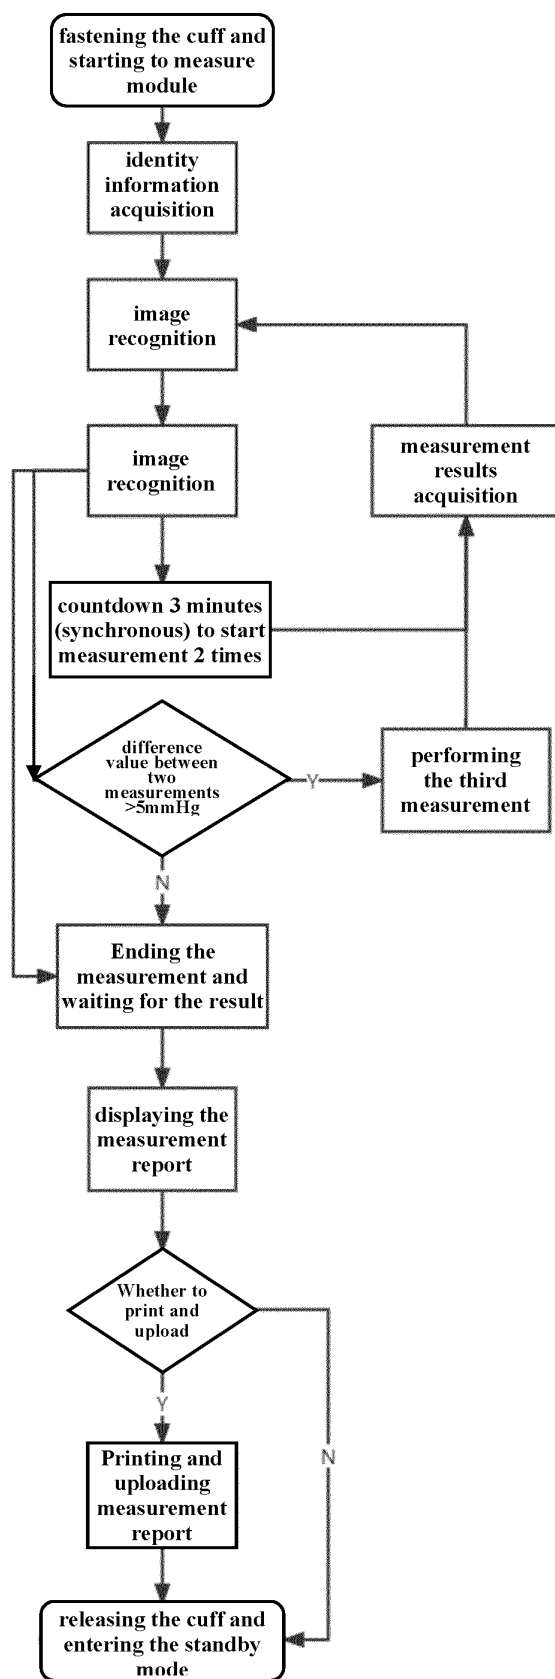 fastening the cuff and
starting to measure
module
identity
information
acquisition
image
recognition
image
recognition
measurement
results
acquisition
countdown 3 minutes
(synchronous) to start
measurement 2 times
difference
value between
two
measurements
>5mmHg
Y
performing
the third
measurement
N
Ending the
measurement and
waiting for the result
displaying the
measurement
report
Whether to
print and
upload
Y
N
Printing and
uploading
measurement
report
releasing the cuff and
entering the standby
mode